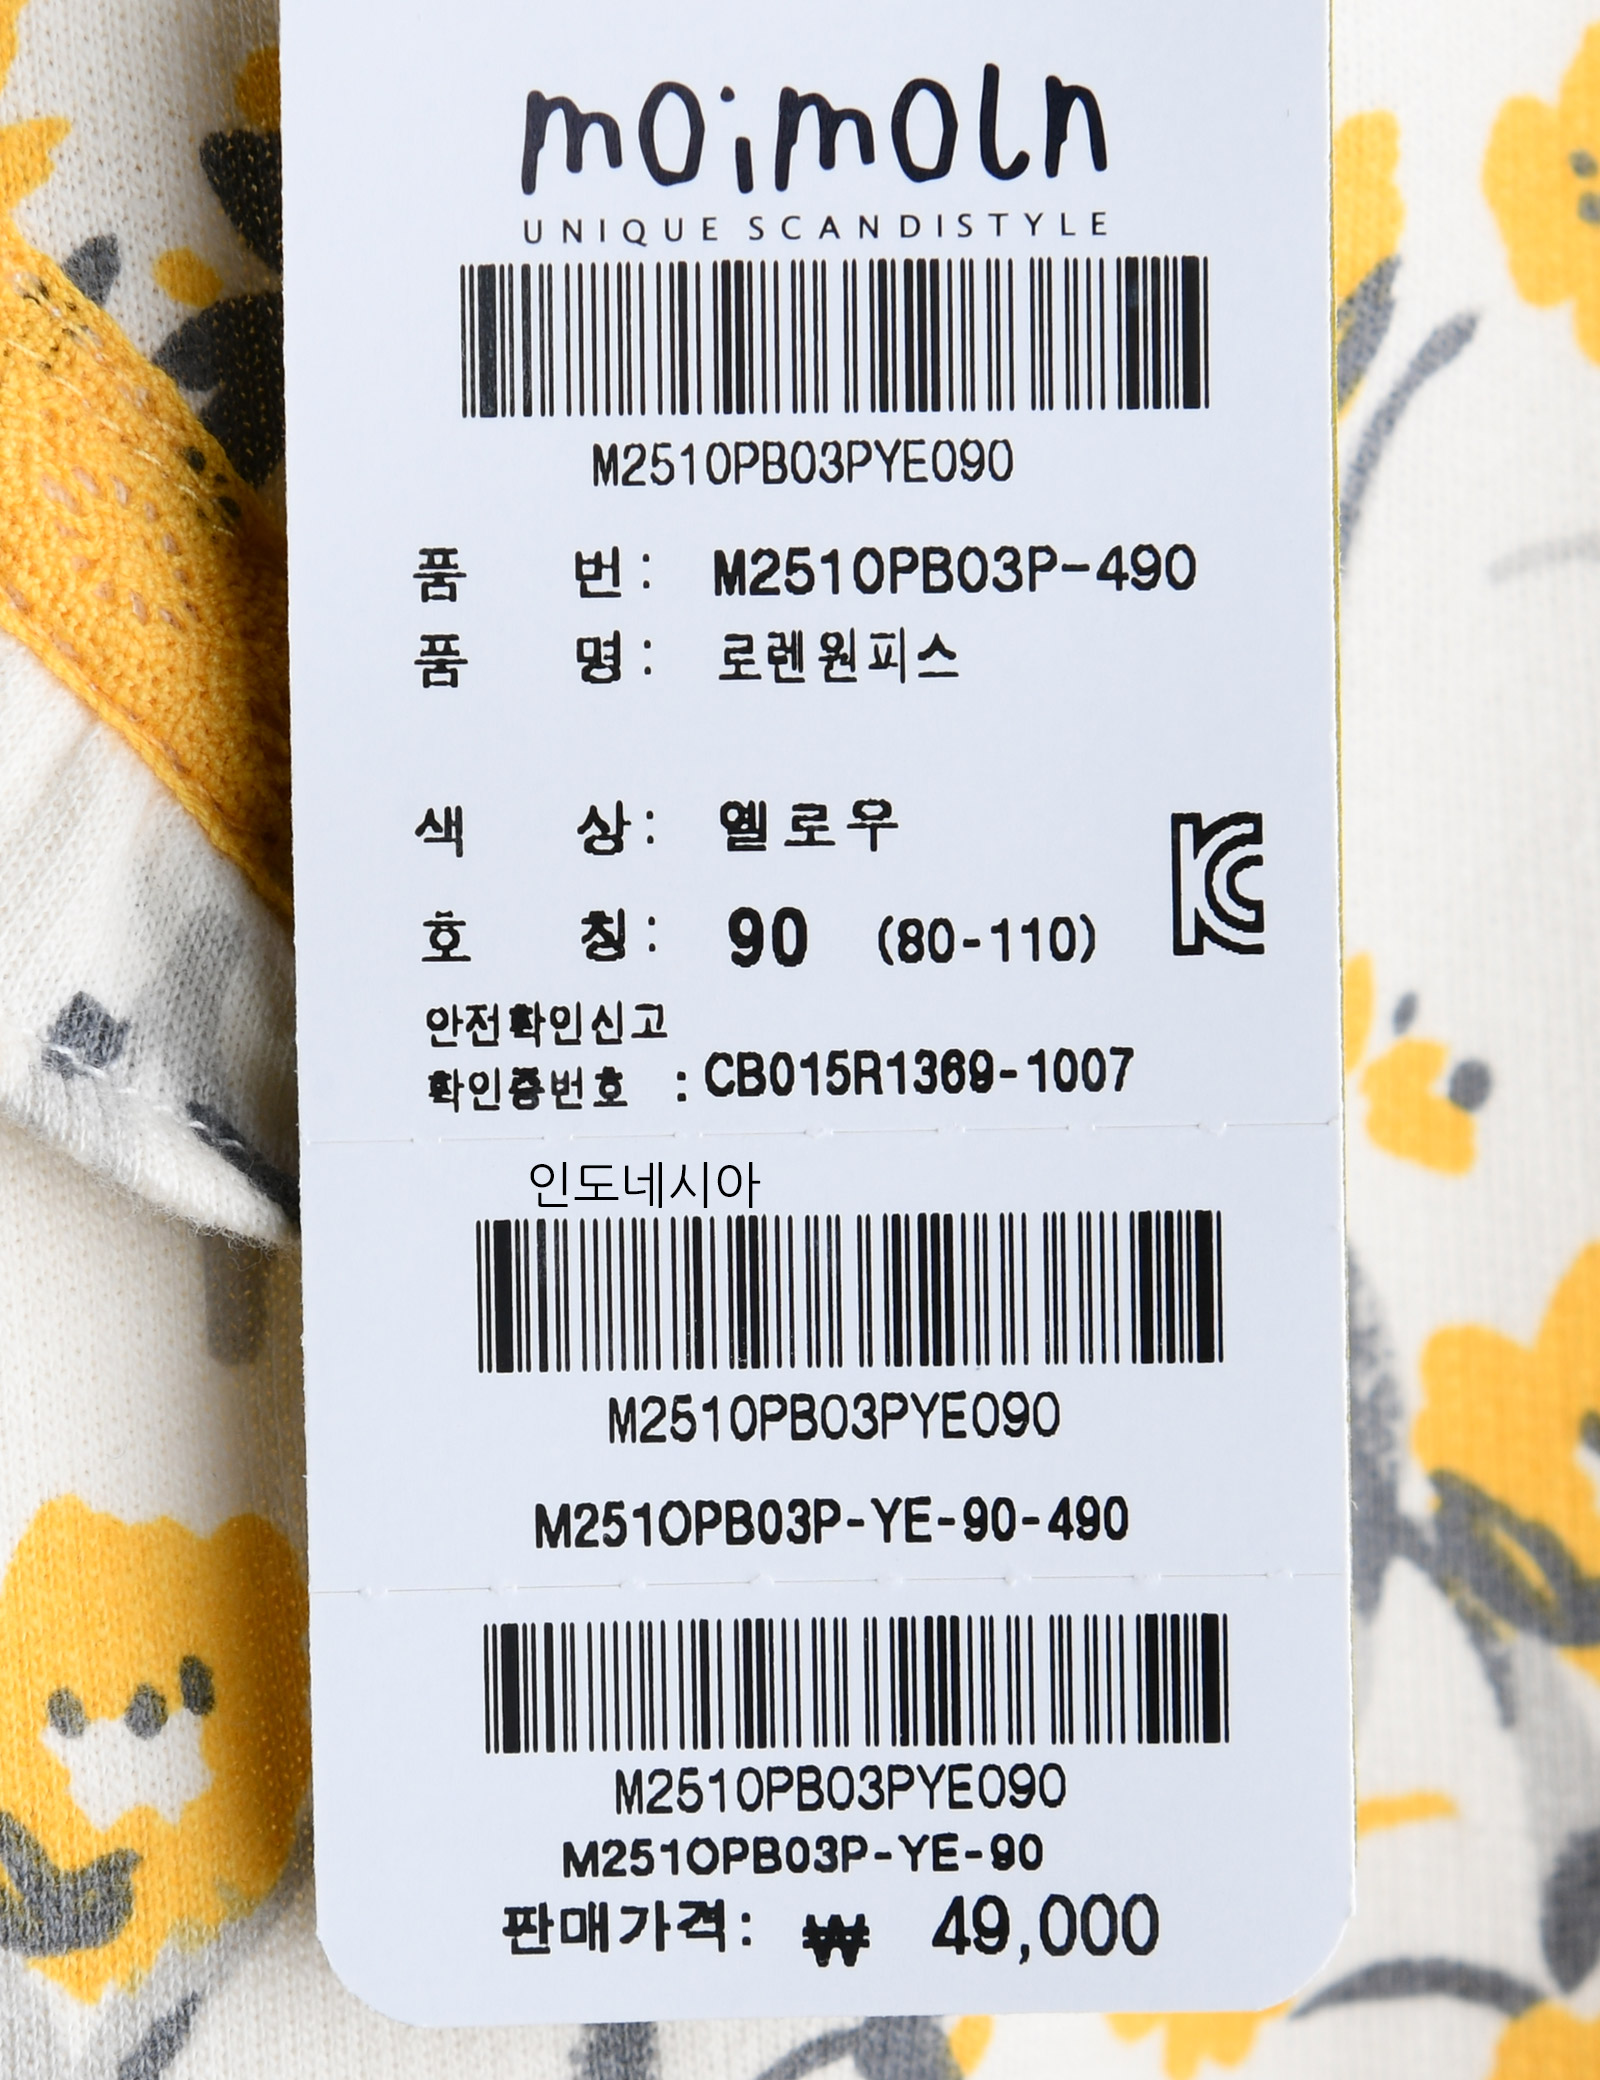 moimoln
UNIQUE SCANDISTYLE
M2510PB03PYE090
품 번: M2510PB03P-490
품 명: 로렌원피스
색 상: 옐로우
호 칭: 90 (80-110)
안전확인신고
확인증번호 : CB015R1369-1007
인도네시아
M2510PB03PYE090
M2510PB03P-YE-90-490
M2510PB03PYE090
M2510PB03P-YE-90
판매가격: ₩ 49,000